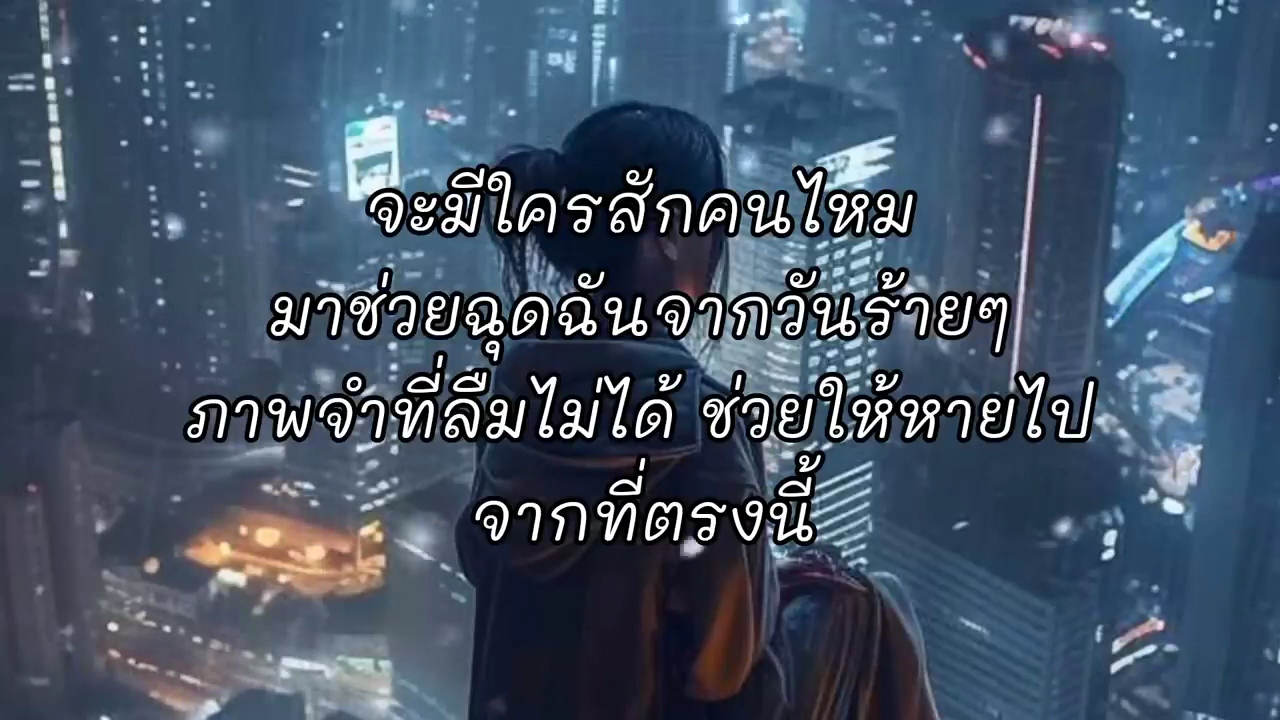 จะมีใครสักคนไหม
มาช่วยฉุดฉันจากวันร้ายๆ
ภาพจำที่ลืมไม่ได้ ช่วยให้หายไป
จากที่ตรงนี้